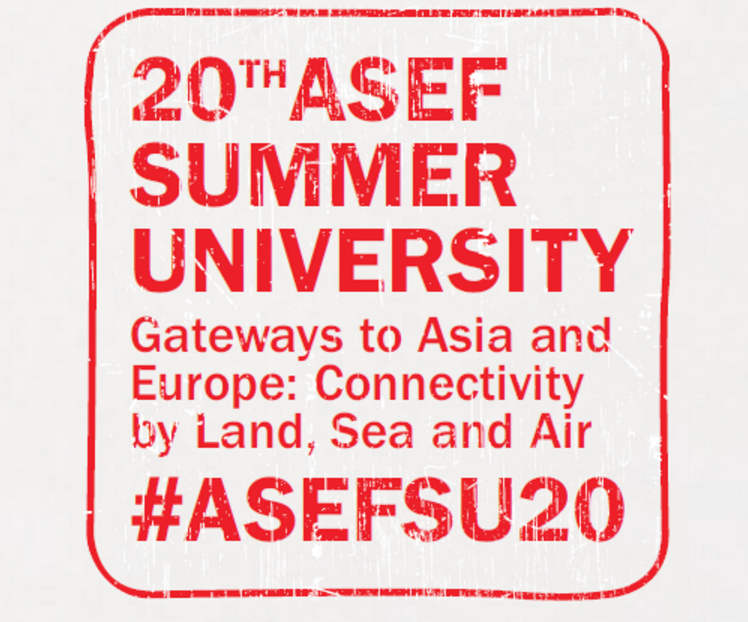 20TH ASEF
SUMMER
UNIVERSITY
Gateways to Asia and
Europe: Connectivity
by Land, Sea and Air
#ASEFSU20